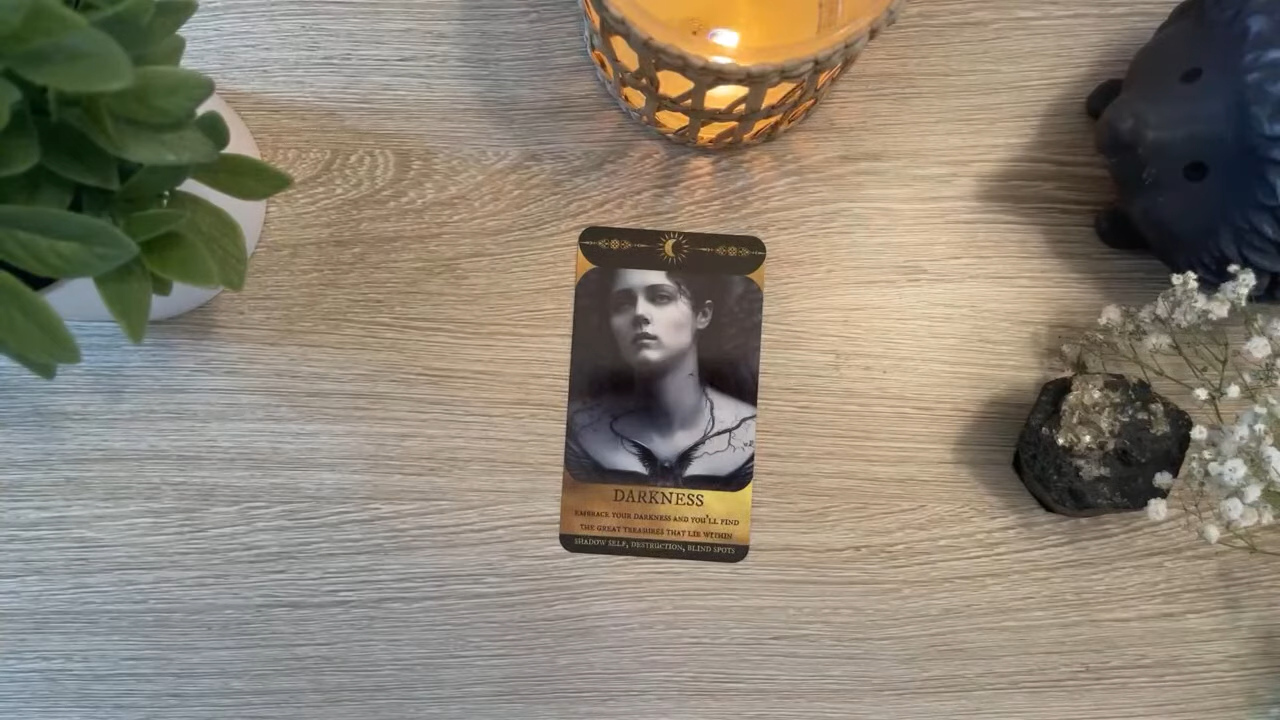 DARKNESS
EMBRACE YOUR DARKNESS AND YOU'LL FIND
THE GREAT TREASURES THAT LIE WITHIN
SHADOW SELF, DESTRUCTION, BLIND SPOTS